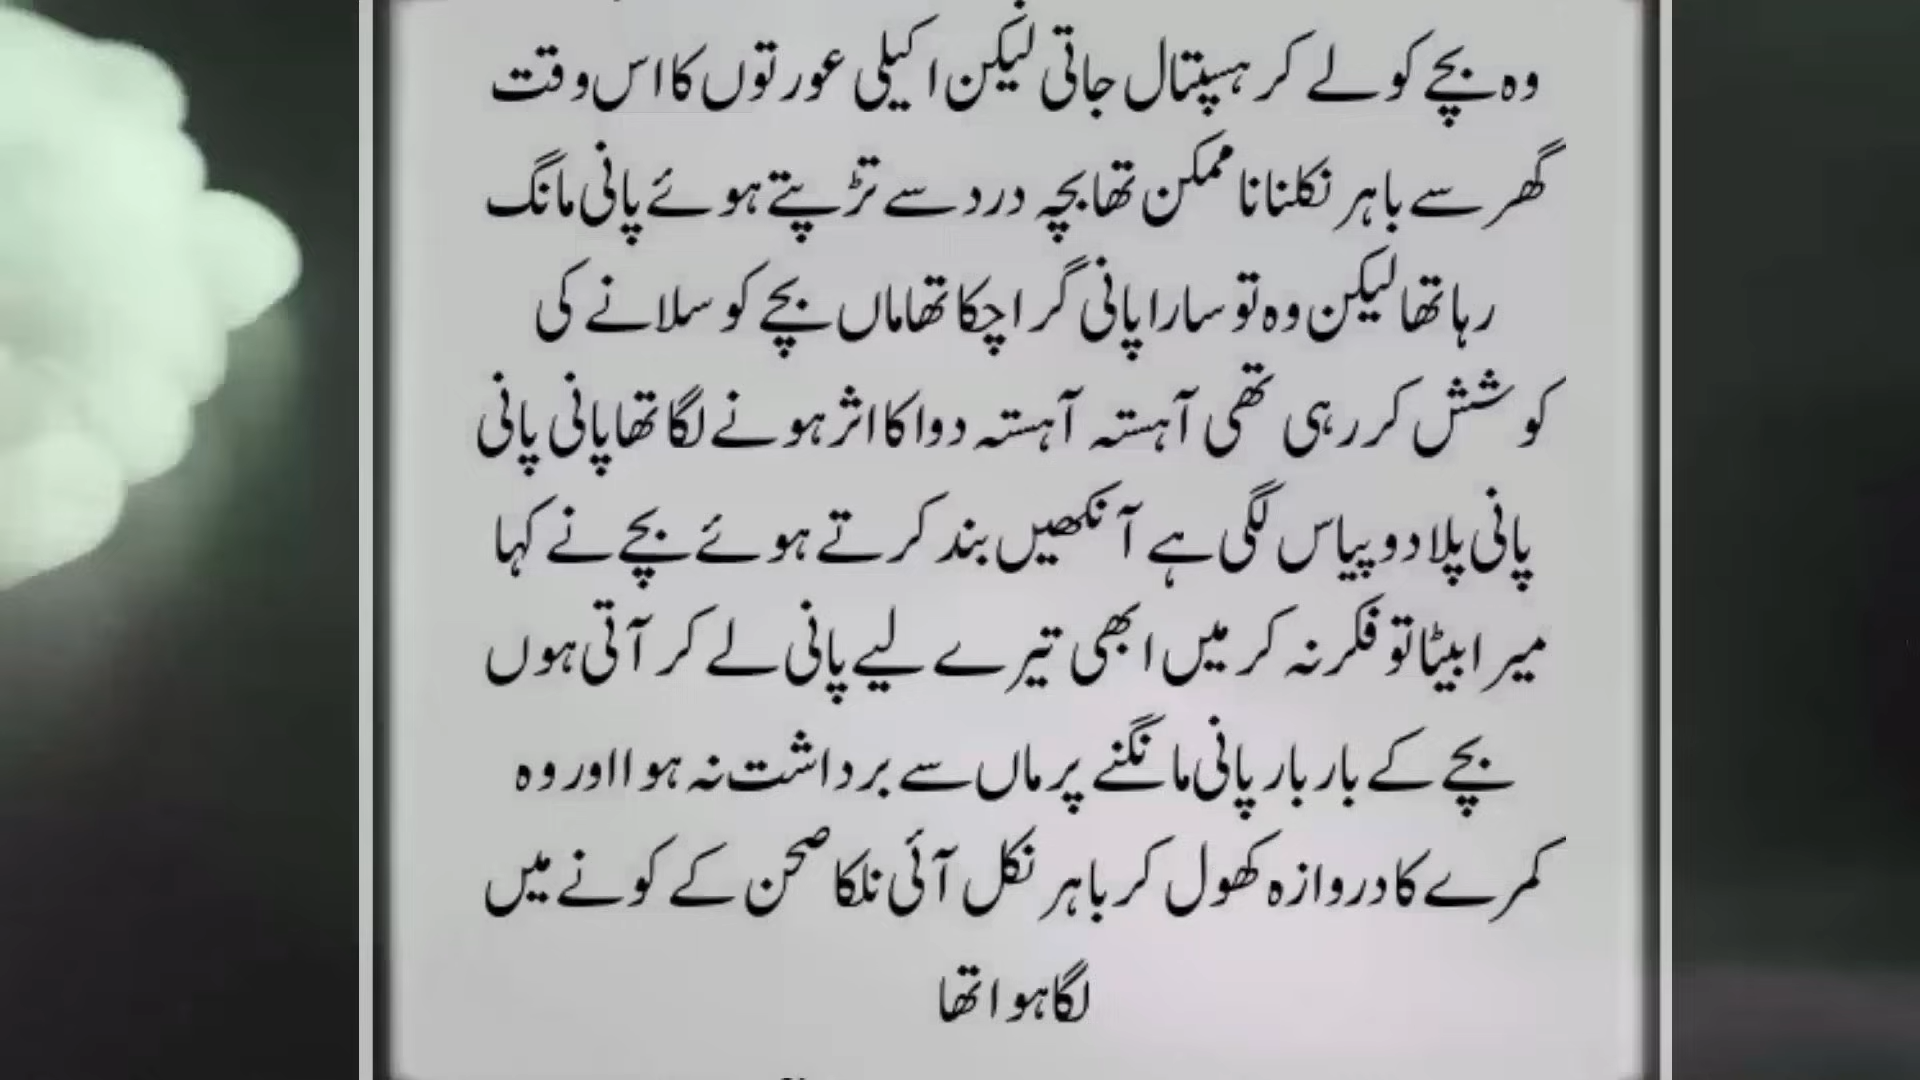 وہ بچے کو لے کر ہسپتال جاتی لیکن اکیلی عورتوں کا اس وقت
گھر سے باہر نکلنا نا ممکن تھا بچہ درد سے تڑپتے ہوئے پانی مانگ
رہا تھا لیکن وہ تو سارا پانی گرا چکا تھا ماں بچے کو سلانے کی
کوشش کر رہی تھی آہستہ آہستہ دوا کا اثر ہونے لگا تھا پانی پانی
پانی پلا دو پیاس لگی ہے آنکھیں بند کرتے ہوئے بچے نے کہا
میرا بیٹا تو فکر نہ کر میں ابھی تیرے لیے پانی لے کر آتی ہوں
بچے کے بار بار پانی مانگنے پر ماں سے برداشت نہ ہوا اور وہ
کمرے کا دروازہ کھول کر باہر نکل آئی نلکا صحن کے کونے میں
لگا ہوا تھا